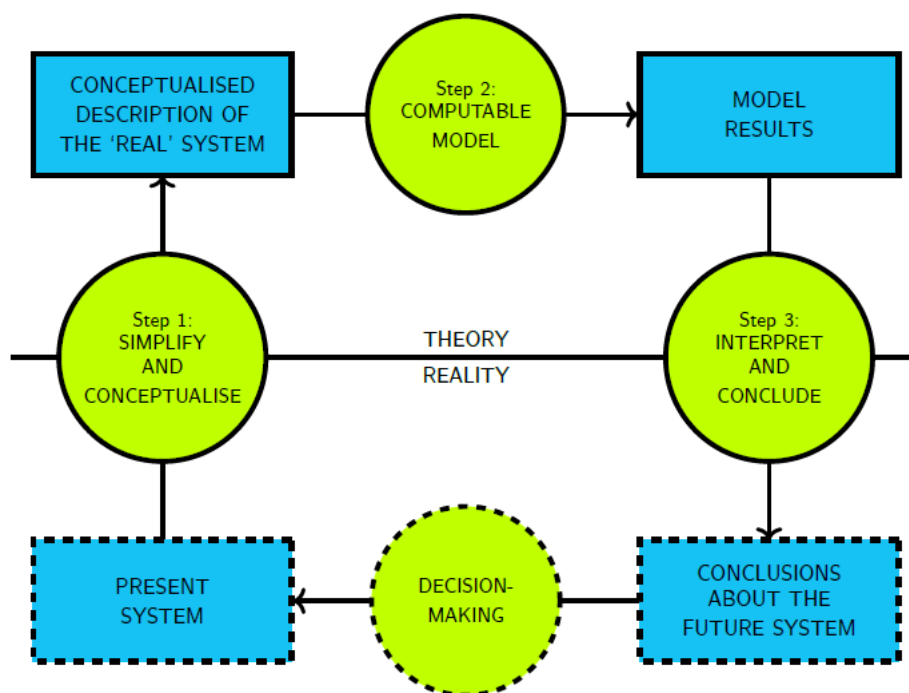 CONCEPTUALISED
DESCRIPTION OF
THE ‘REAL’ SYSTEM
Step 2:
COMPUTABLE
MODEL
MODEL
RESULTS
Step 1:
SIMPLIFY
AND
CONCEPTUALISE
THEORY
REALITY
Step 3:
INTERPRET
AND
CONCLUDE
PRESENT
SYSTEM
DECISION-
MAKING
CONCLUSIONS
ABOUT THE
FUTURE SYSTEM